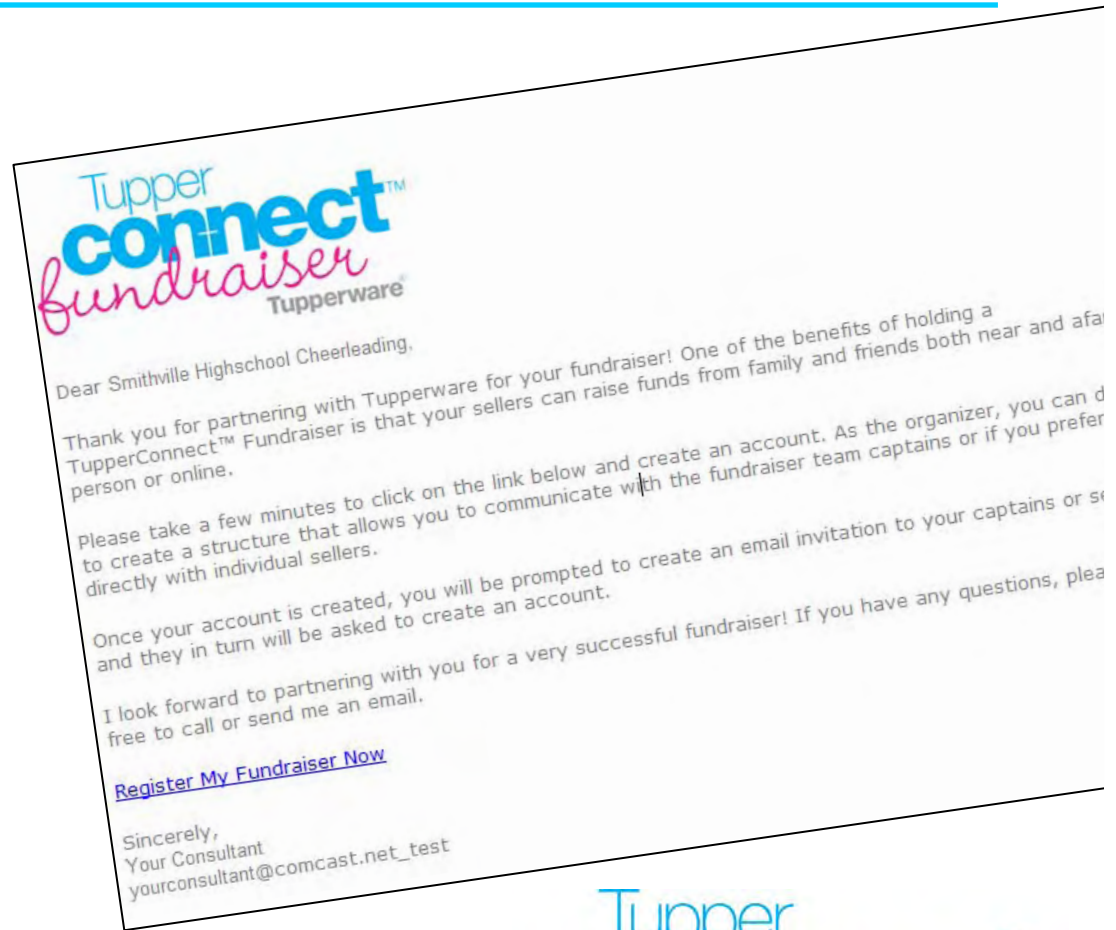 Tupper
connect™
fundraiser
Tupperware®
Dear Smithville Highschool Cheerleading,
Thank you for partnering with Tupperware for your fundraiser! One of the benefits of holding a
TupperConnect™ Fundraiser is that your sellers can raise funds from family and friends both near and afar
person or online.
Please take a few minutes to click on the link below and create an account. As the organizer, you can d
to create a structure that allows you to communicate with the fundraiser team captains or if you prefer
directly with individual sellers.
Once your account is created, you will be prompted to create an email invitation to your captains or se
and they in turn will be asked to create an account.
I look forward to partnering with you for a very successful fundraiser! If you have any questions, plea
free to call or send me an email.
Register My Fundraiser Now
Sincerely,
Your Consultant
yourconsultant@comcast.net_test
Tupper